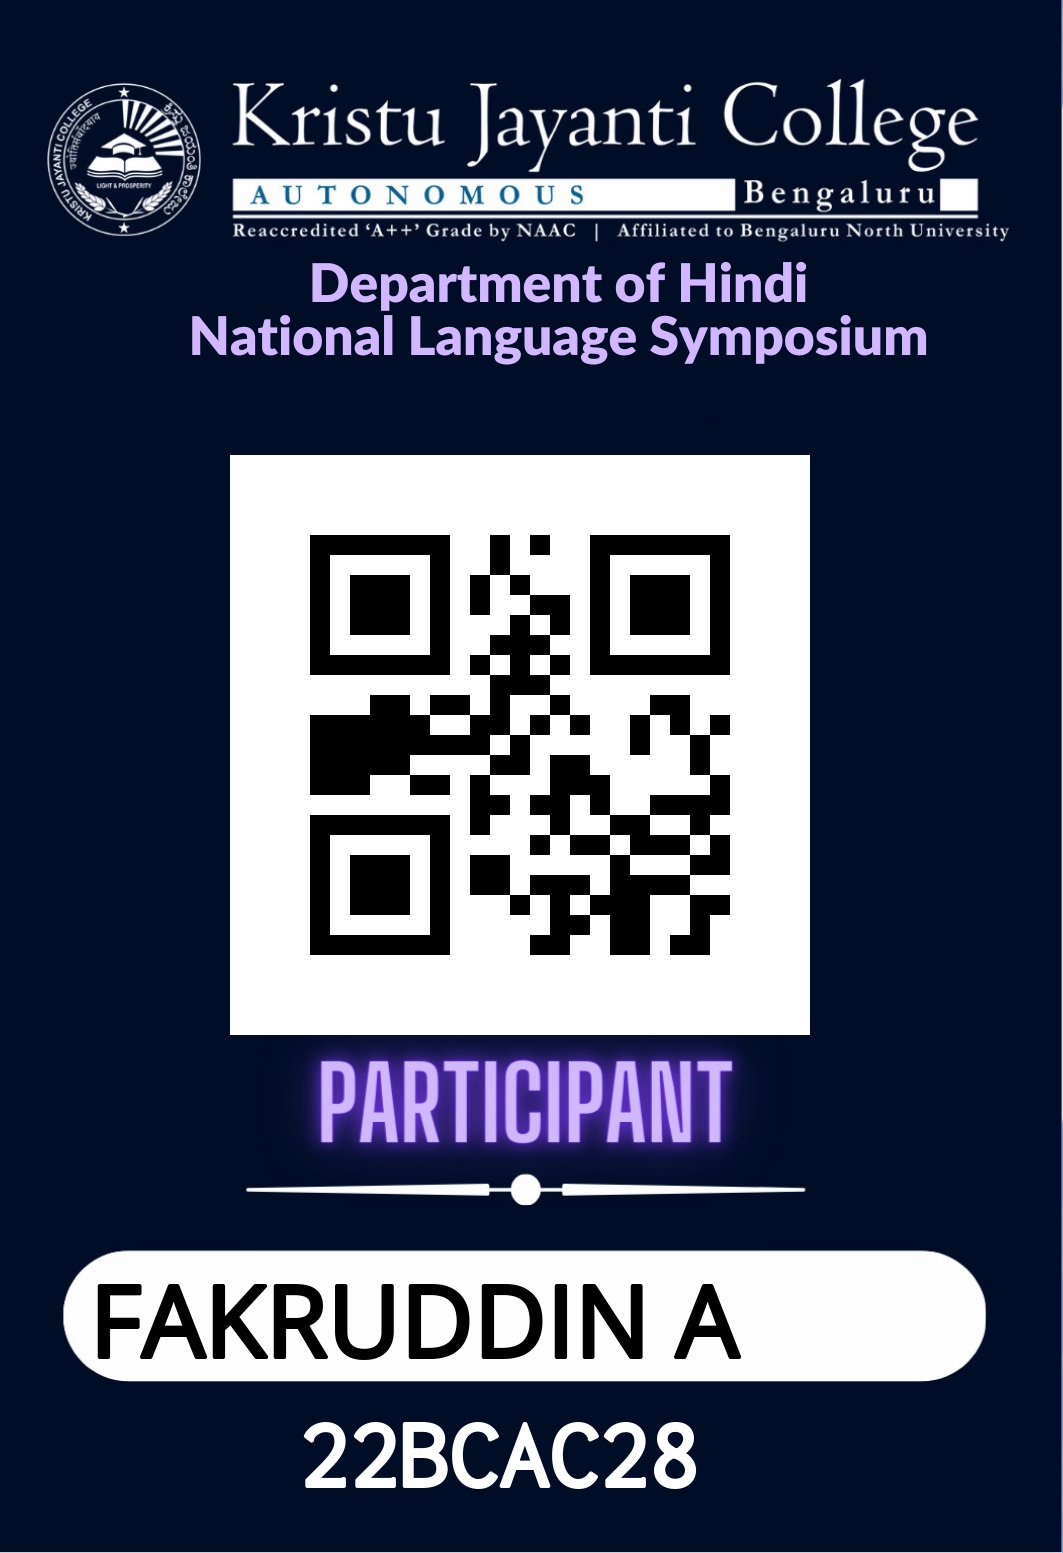 KRISTU JAYANTI COLLEGE
LIGHT & PROSPERITY
Kristu Jayanti College
AUTONOMOUS Bengaluru
Reaccredited ‘A++’ Grade by NAAC | Affiliated to Bengaluru North University
Department of Hindi
National Language Symposium
PARTICIPANT
FAKRUDDIN A
22BCAC28